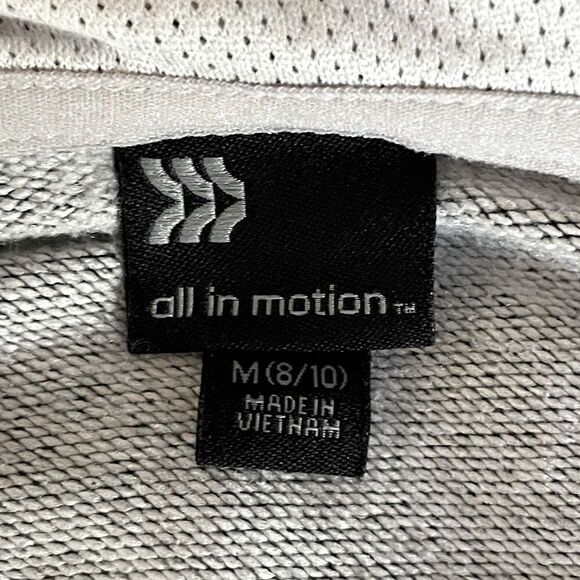 all in motion™
M (8/10)
MADE IN
VIETNAM